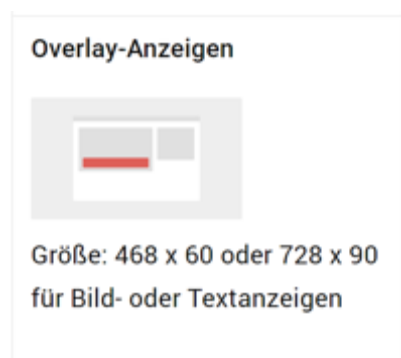 Overlay-Anzeigen
Größe: 468 x 60 oder 728 x 90
für Bild- oder Textanzeigen